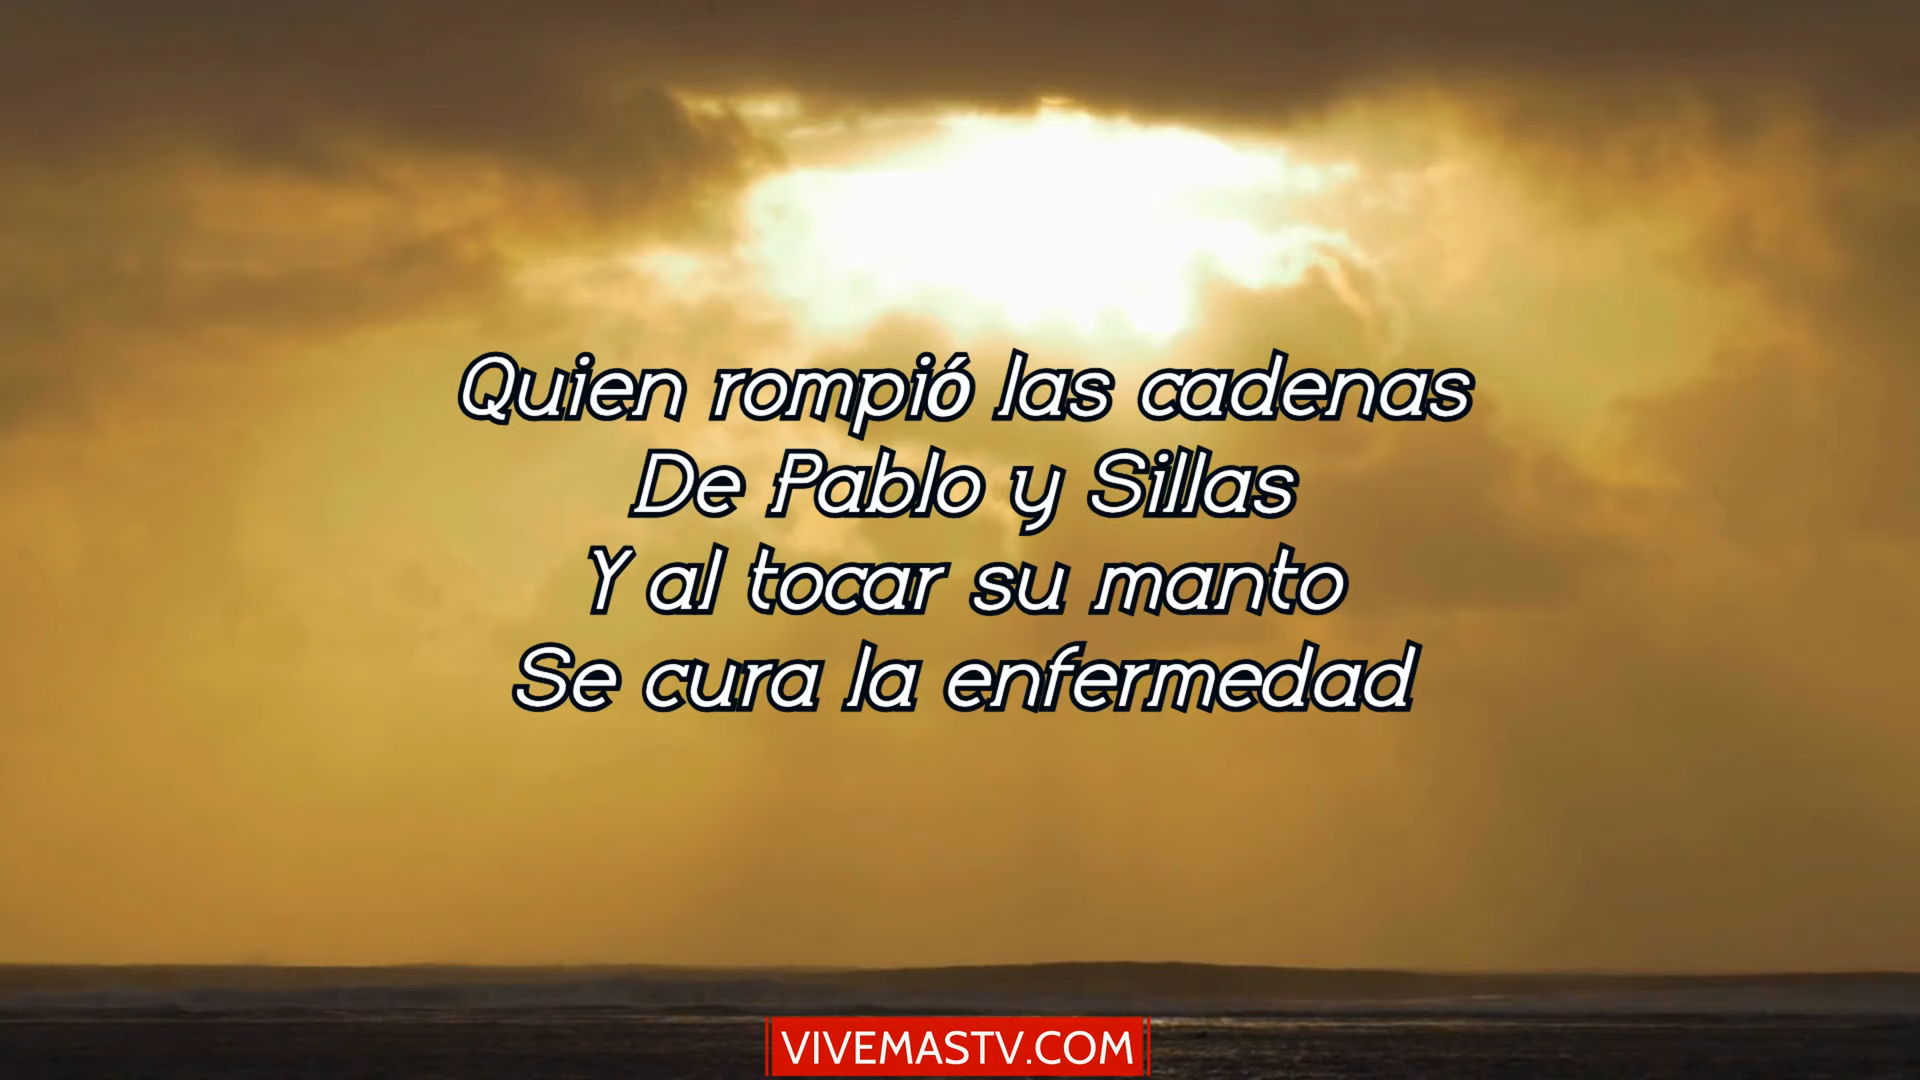 Quien rompió las cadenas
De Pablo y Sillas
Y al tocar su manto
Se cura la enfermedad
VIVEMASTV.COM